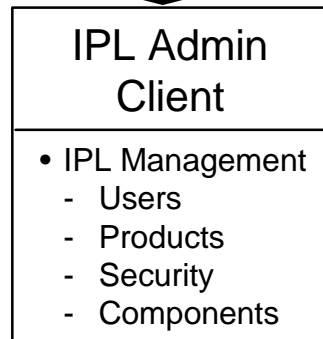 IPL Admin
Client
• IPL Management
- Users
- Products
- Security
- Components